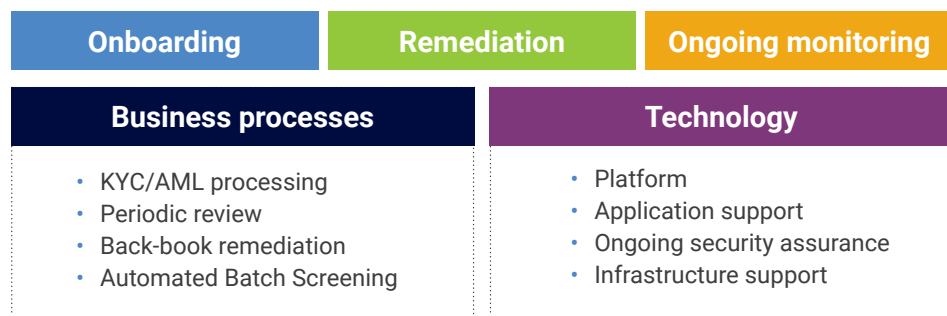 Onboarding
Remediation
Ongoing monitoring
Business processes
Technology
• KYC/AML processing
• Periodic review
• Back-book remediation
• Automated Batch Screening
• Platform
• Application support
• Ongoing security assurance
• Infrastructure support